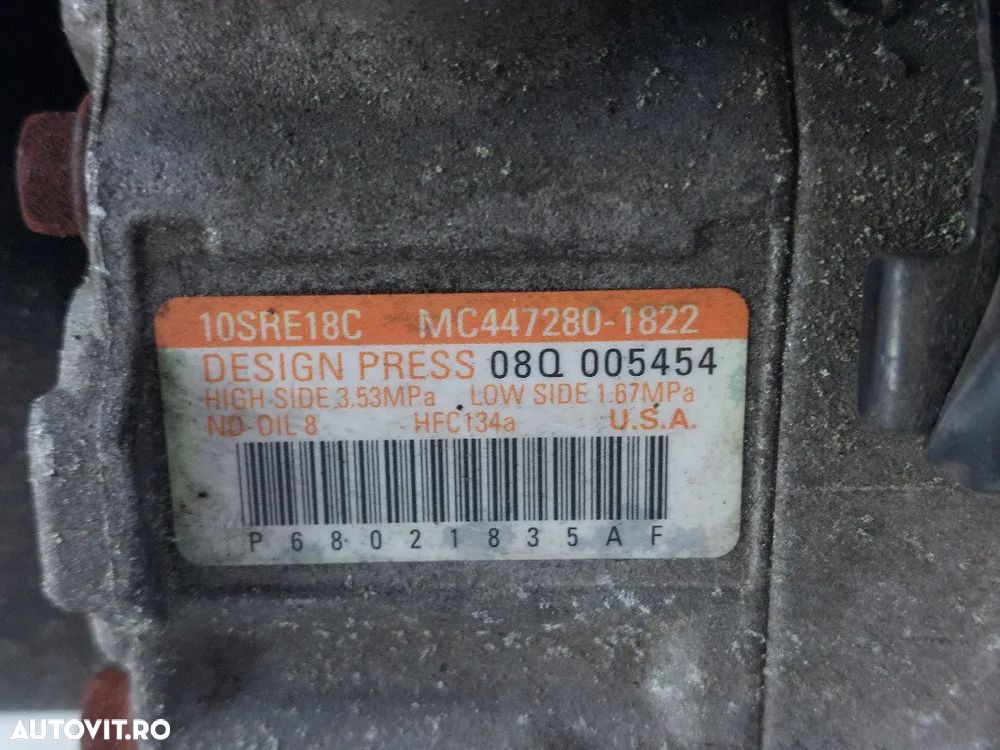 10SRE18C MC447280-1822
DESIGN PRESS 08Q 005454
HIGH SIDE 3.53MPa LOW SIDE 1.67MPa
ND-OIL 8 HFC134a U.S.A.
P68021835AF
AUTOVIT.RO